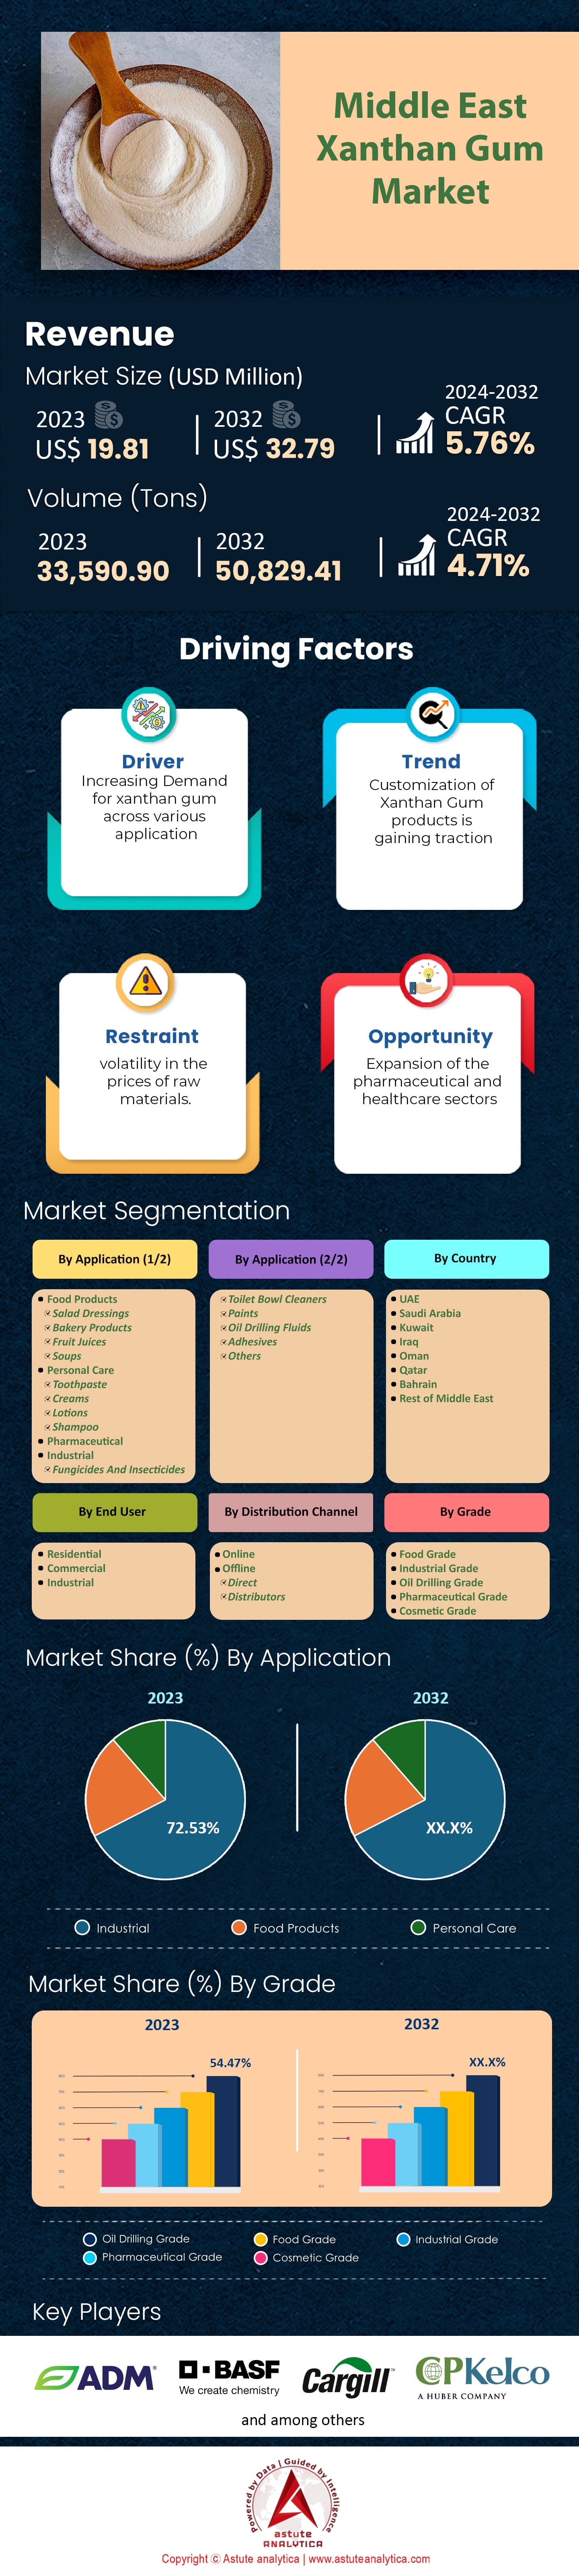 Middle East
Xanthan Gum
Market
Revenue
Market Size (USD Million)
2023
US$ 19.81
2032
US$ 32.79
2024-2032
CAGR
5.76%
Volume (Tons)
2023
33,590.90
2032
50,829.41
2024-2032
CAGR
4.71%
Driving Factors
Driver
Increasing Demand
for xanthan gum
across various
application
Trend
Customization of
Xanthan Gum
products is
gaining traction
Restraint
volatility in the
prices of raw
materials.
Opportunity
Expansion of the
pharmaceutical and
healthcare sectors
Market Segmentation
By Application (1/2)
Food Products
Salad Dressings
Bakery Products
Fruit Juices
Soups
Personal Care
Toothpaste
Creams
Lotions
Shampoo
Pharmaceutical
Industrial
Fungicides And Insecticides
By Application (2/2)
Toilet Bowl Cleaners
Paints
Oil Drilling Fluids
Adhesives
Others
By Country
UAE
Saudi Arabia
Kuwait
Iraq
Oman
Qatar
Bahrain
Rest of Middle East
By End User
Residential
Commercial
Industrial
By Distribution Channel
Online
Offline
Direct
Distributors
By Grade
Food Grade
Industrial Grade
Oil Drilling Grade
Pharmaceutical Grade
Cosmetic Grade
Market Share (%) By Application
2023
72.53%
2032
XX.X%
Industrial
Food Products
Personal Care
Market Share (%) By Grade
2023
54.47%
2032
XX.X%
Oil Drilling Grade
Food Grade
Industrial Grade
Pharmaceutical Grade
Cosmetic Grade
Key Players
ADM
BASF
We create chemistry
Cargill
CPKelco
A HUBER COMPANY
and among others
Powered by Data | Guided by Intelligence
astute
ANALYTICA
Copyright © Astute analytica | www.astuteanalytica.com